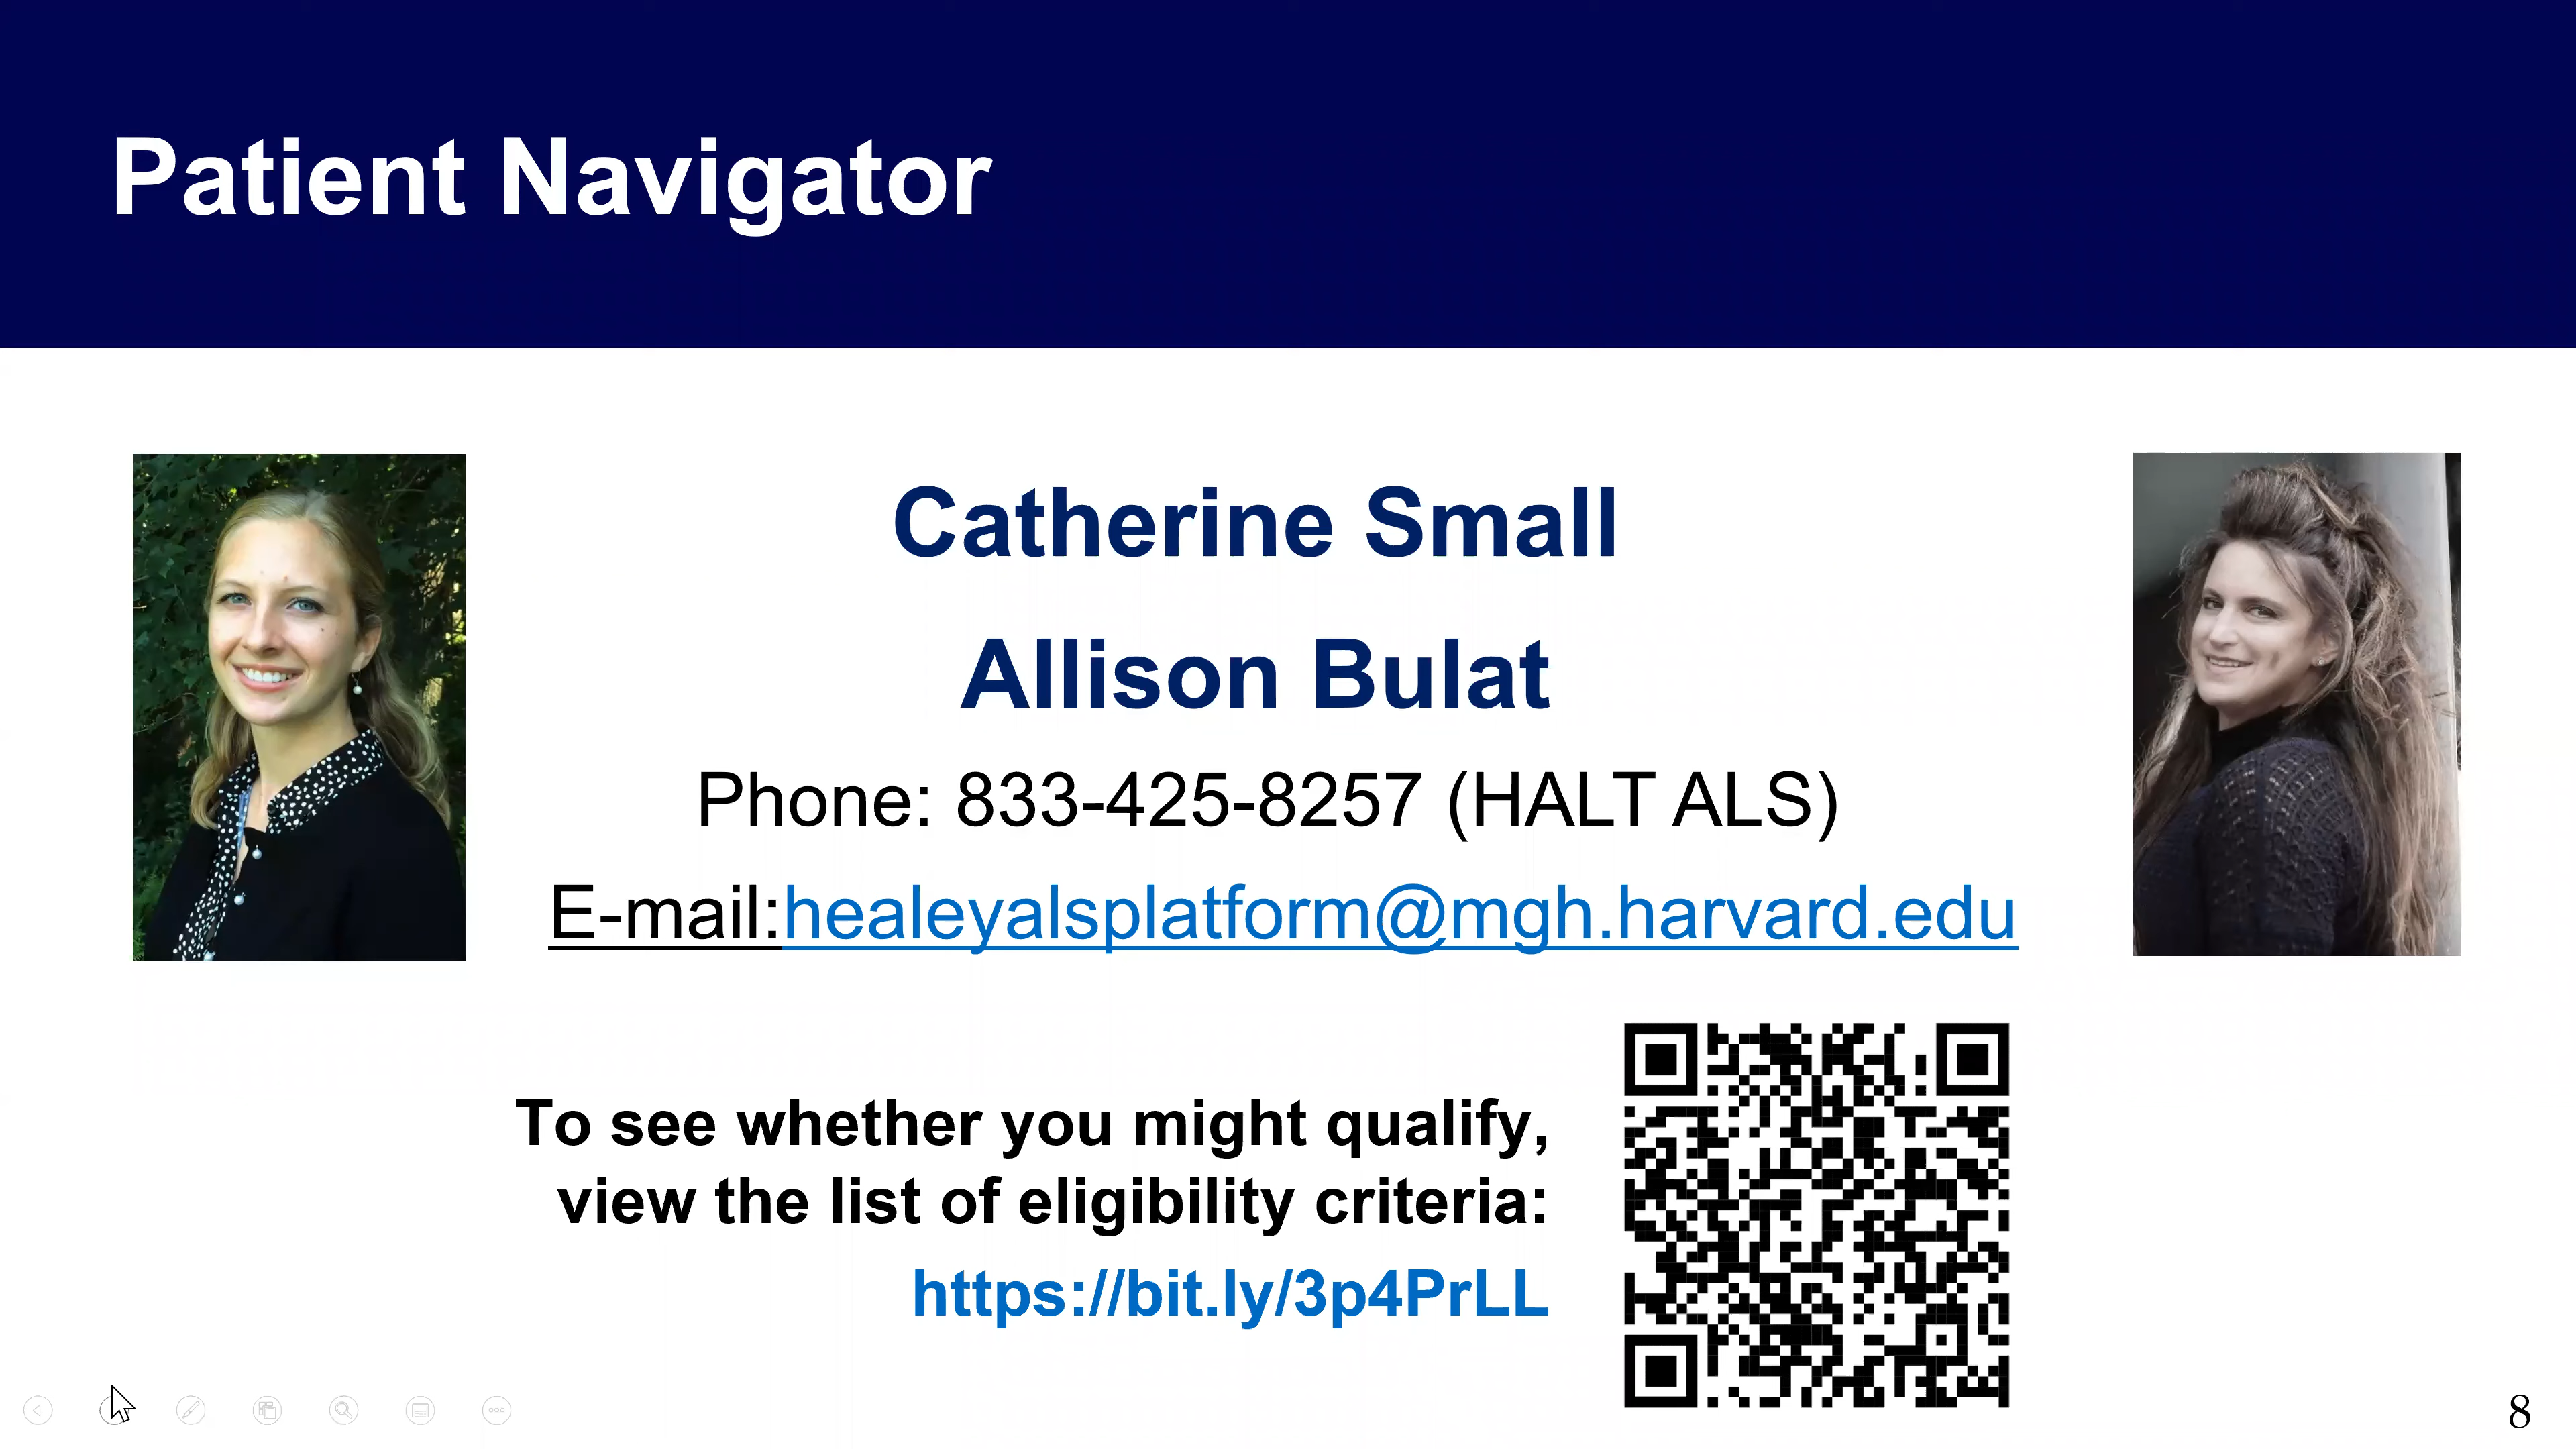 Patient Navigator
Catherine Small
Allison Bulat
Phone: 833-425-8257 (HALT ALS)
E-mail:healeyalsplatform@mgh.harvard.edu
To see whether you might qualify,
view the list of eligibility criteria:
https://bit.ly/3p4PrLL
8